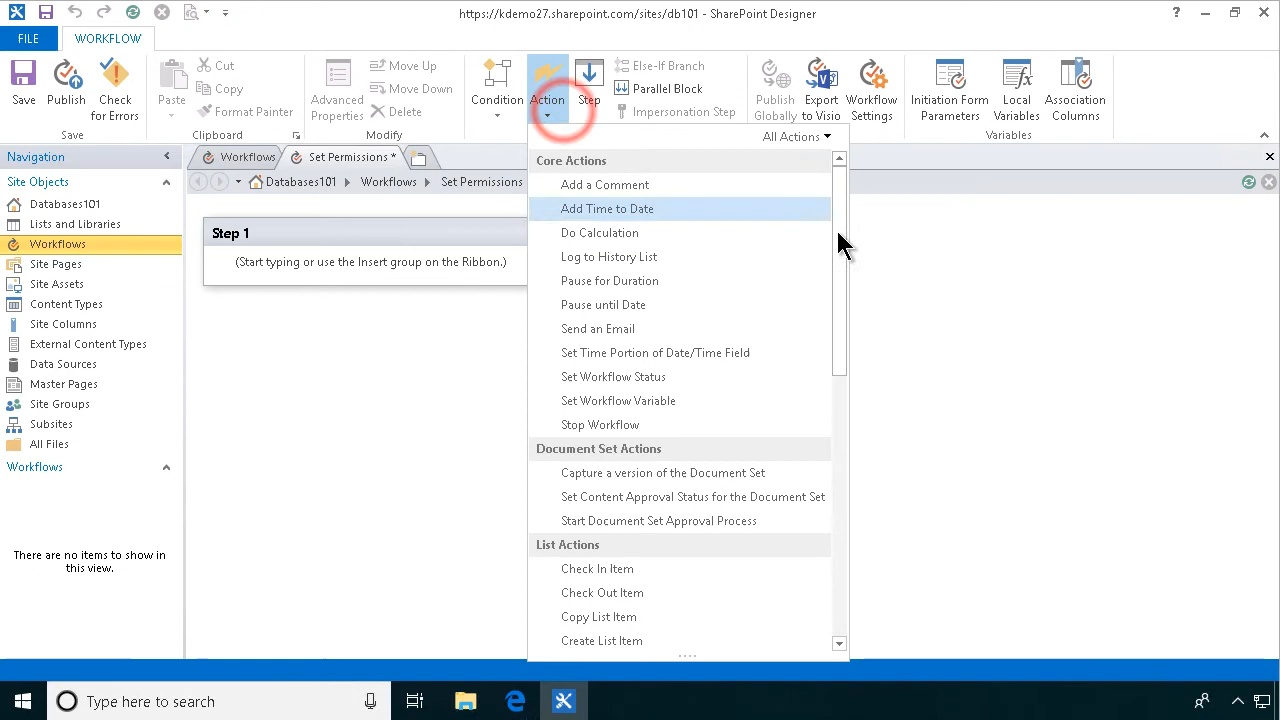 https://kdemo27.sharepoint.com/sites/db101 - SharePoint Designer
FILE
WORKFLOW
Save
Publish
Check for Errors
Save
Paste
Cut
Copy
Format Painter
Clipboard
Advanced Properties
Move Up
Move Down
Delete
Modify
Condition
Action
Step
Else-If Branch
Parallel Block
Impersonation Step
Publish Globally
Export to Visio
Workflow Settings
Initiation Form Parameters
Local Variables
Association Columns
Variables
Navigation
Site Objects
Databases101
Lists and Libraries
Workflows
Site Pages
Site Assets
Content Types
Site Columns
External Content Types
Data Sources
Master Pages
Site Groups
Subsites
All Files
Workflows
There are no items to show in
this view.
Workflows
Set Permissions *
Databases101
Workflows
Set Permissions
Step 1
(Start typing or use the Insert group on the Ribbon.)
All Actions
Core Actions
Add a Comment
Add Time to Date
Do Calculation
Log to History List
Pause for Duration
Pause until Date
Send an Email
Set Time Portion of Date/Time Field
Set Workflow Status
Set Workflow Variable
Stop Workflow
Document Set Actions
Capture a version of the Document Set
Set Content Approval Status for the Document Set
Start Document Set Approval Process
List Actions
Check In Item
Check Out Item
Copy List Item
Create List Item
Type here to search